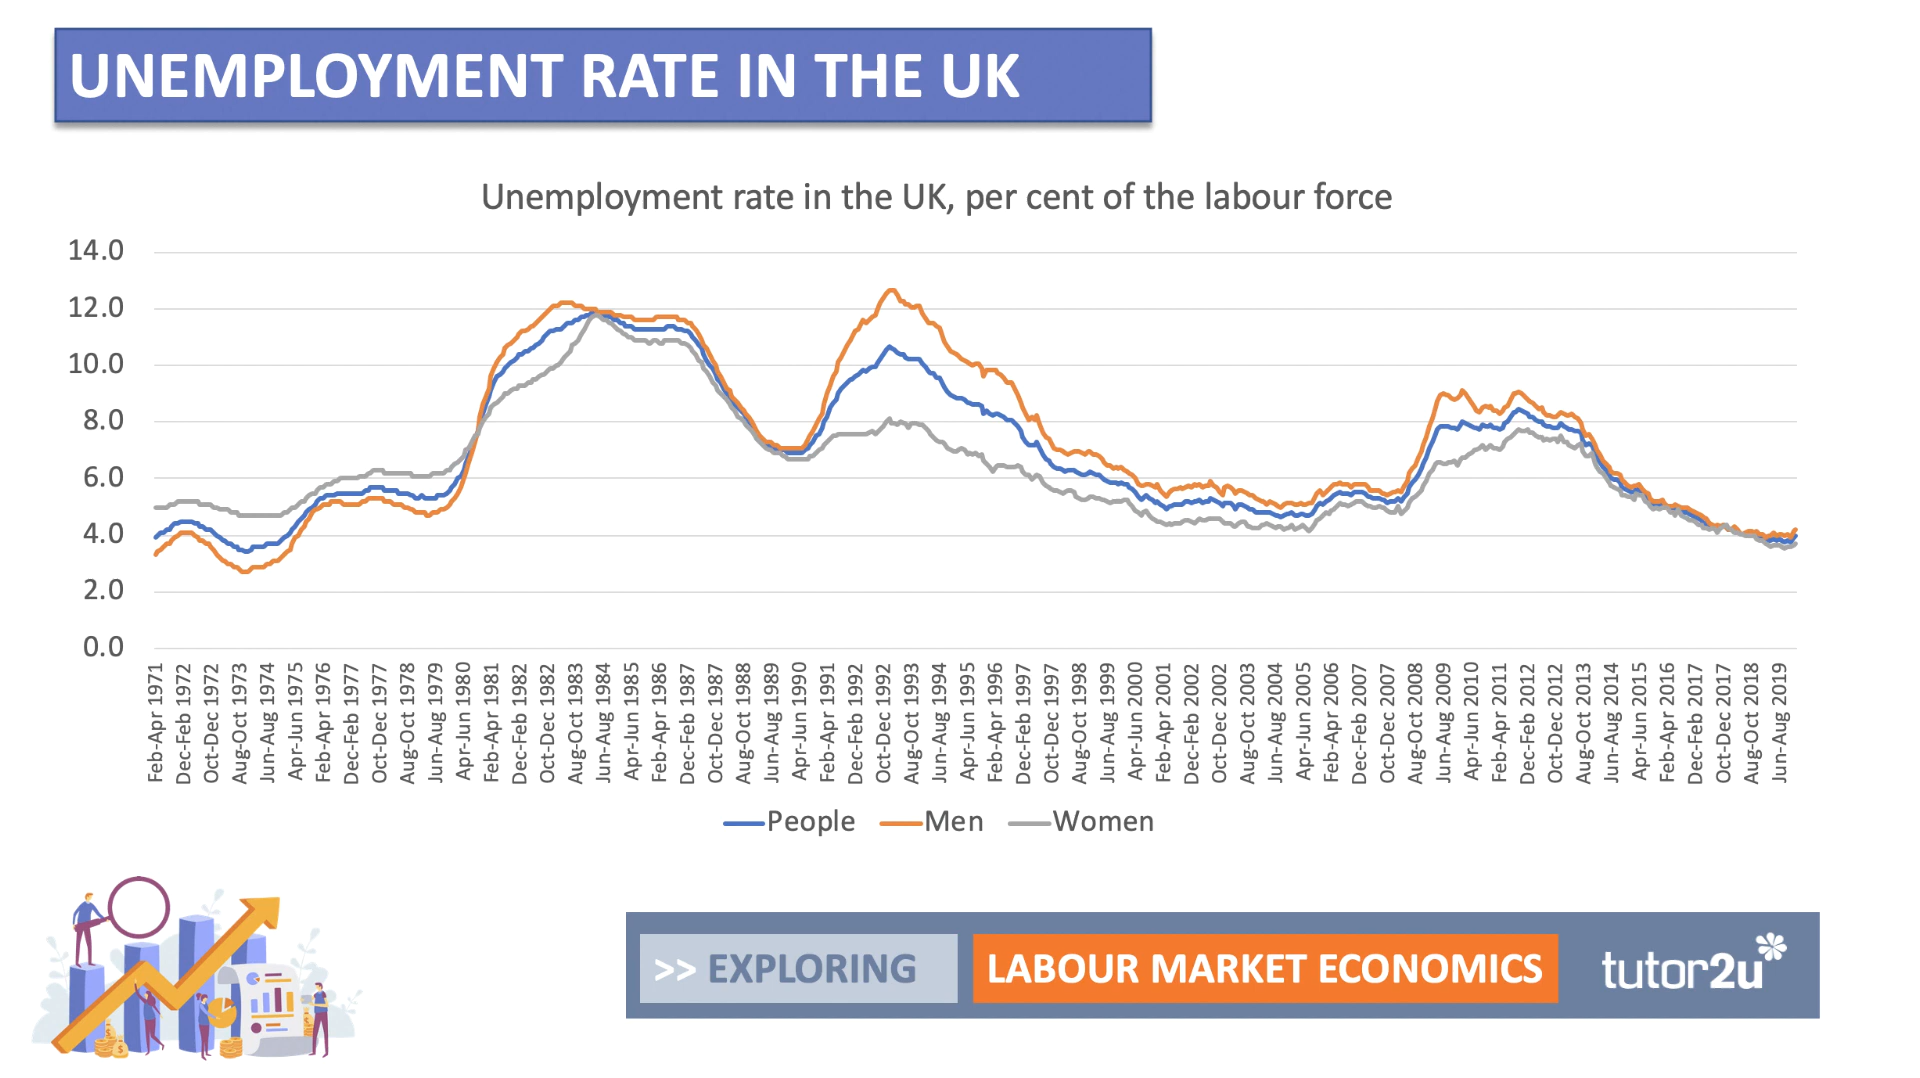 UNEMPLOYMENT RATE IN THE UK
Unemployment rate in the UK, per cent of the labour force
14.0
12.0
10.0
8.0
6.0
4.0
2.0
0.0
Feb-Apr 1971
Dec-Feb 1972
Oct-Dec 1972
Aug-Oct 1973
Jun-Aug 1974
Apr-Jun 1975
Feb-Apr 1976
Dec-Feb 1977
Oct-Dec 1977
Aug-Oct 1978
Jun-Aug 1979
Apr-Jun 1980
Feb-Apr 1981
Dec-Feb 1982
Oct-Dec 1982
Aug-Oct 1983
Jun-Aug 1984
Apr-Jun 1985
Feb-Apr 1986
Dec-Feb 1987
Oct-Dec 1987
Aug-Oct 1988
Jun-Aug 1989
Apr-Jun 1990
Feb-Apr 1991
Dec-Feb 1992
Oct-Dec 1992
Aug-Oct 1993
Jun-Aug 1994
Apr-Jun 1995
Feb-Apr 1996
Dec-Feb 1997
Oct-Dec 1997
Aug-Oct 1998
Jun-Aug 1999
Apr-Jun 2000
Feb-Apr 2001
Dec-Feb 2002
Oct-Dec 2002
Aug-Oct 2003
Jun-Aug 2004
Apr-Jun 2005
Feb-Apr 2006
Dec-Feb 2007
Oct-Dec 2007
Aug-Oct 2008
Jun-Aug 2009
Apr-Jun 2010
Feb-Apr 2011
Dec-Feb 2012
Oct-Dec 2012
Aug-Oct 2013
Jun-Aug 2014
Apr-Jun 2015
Feb-Apr 2016
Dec-Feb 2017
Oct-Dec 2017
Aug-Oct 2018
Jun-Aug 2019
People Men Women
>> EXPLORING LABOUR MARKET ECONOMICS tutor2u